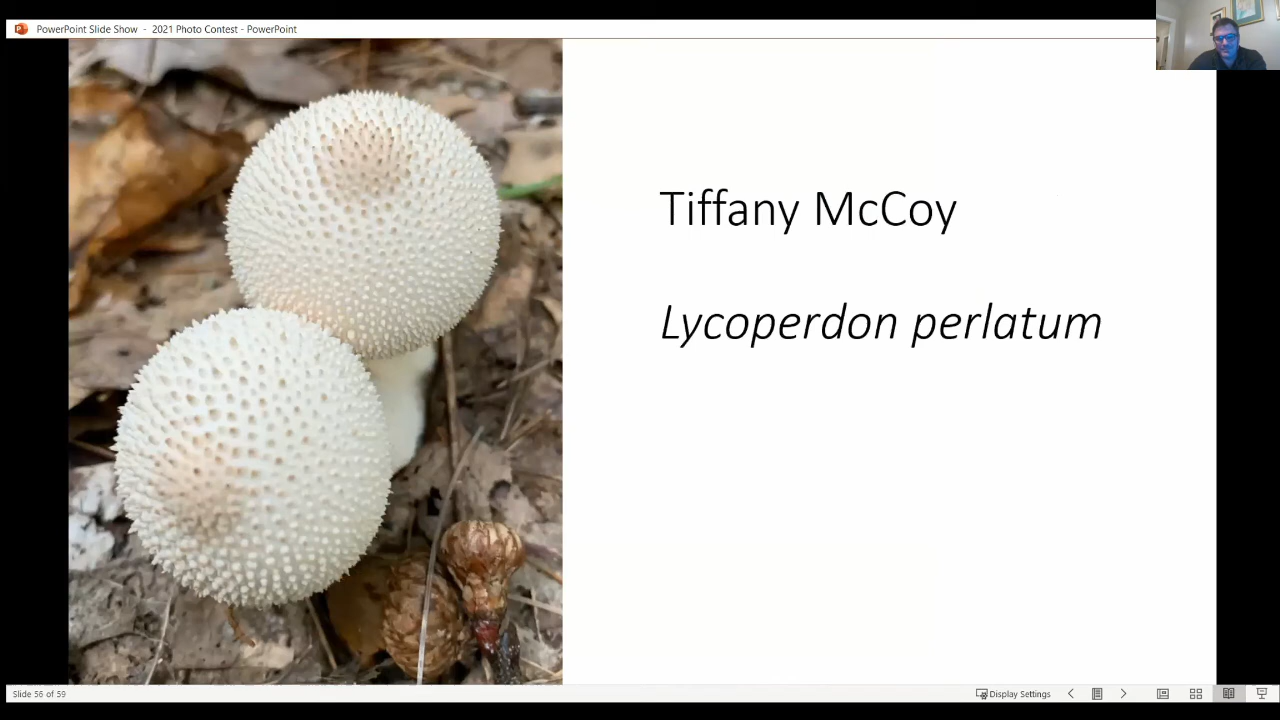 PowerPoint Slide Show - 2021 Photo Contest - PowerPoint
Tiffany McCoy
Lycoperdon perlatum
Slide 56 of 59
Display Settings